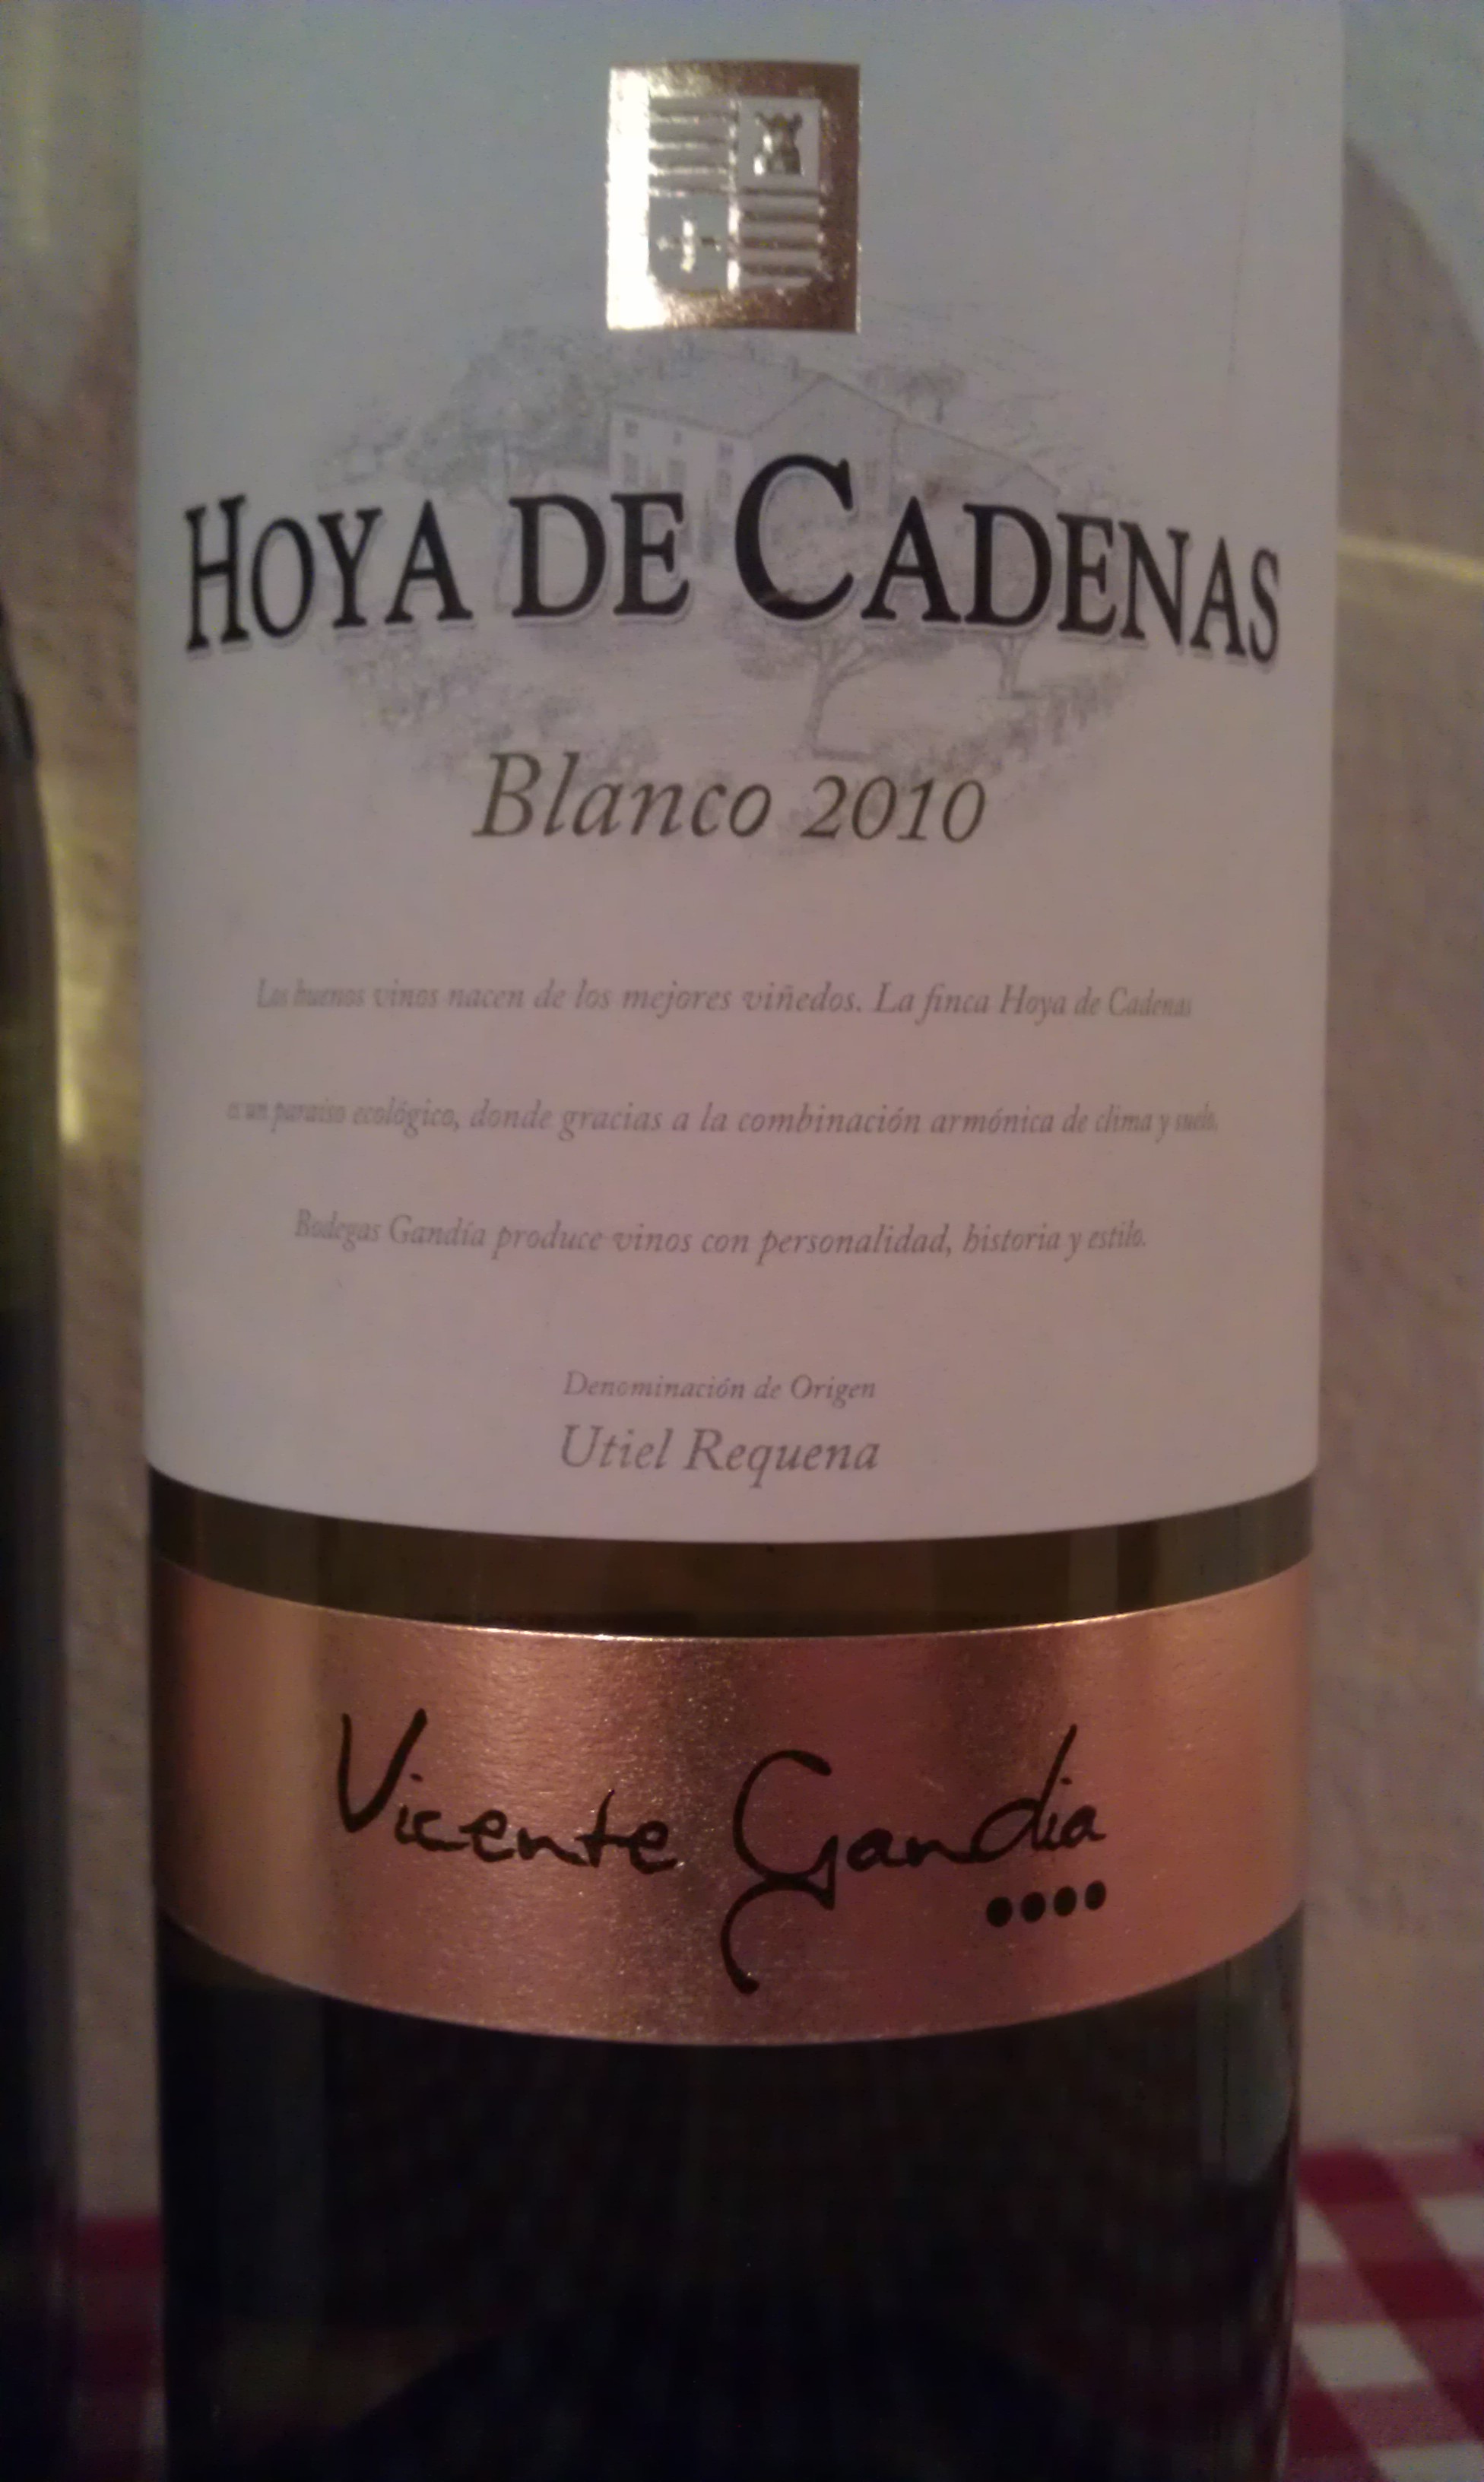 HOYA DE CADENAS
Blanco 2010
Los buenos vinos nacen de los mejores viñedos. La finca Hoya de Cadenas
es un paraiso ecológico, donde gracias a la combinación armónica de clima y suelo,
Bodegas Gandía produce vinos con personalidad, historia y estilo.
Denominación de Origen
Utiel Requena
Vicente Gandia